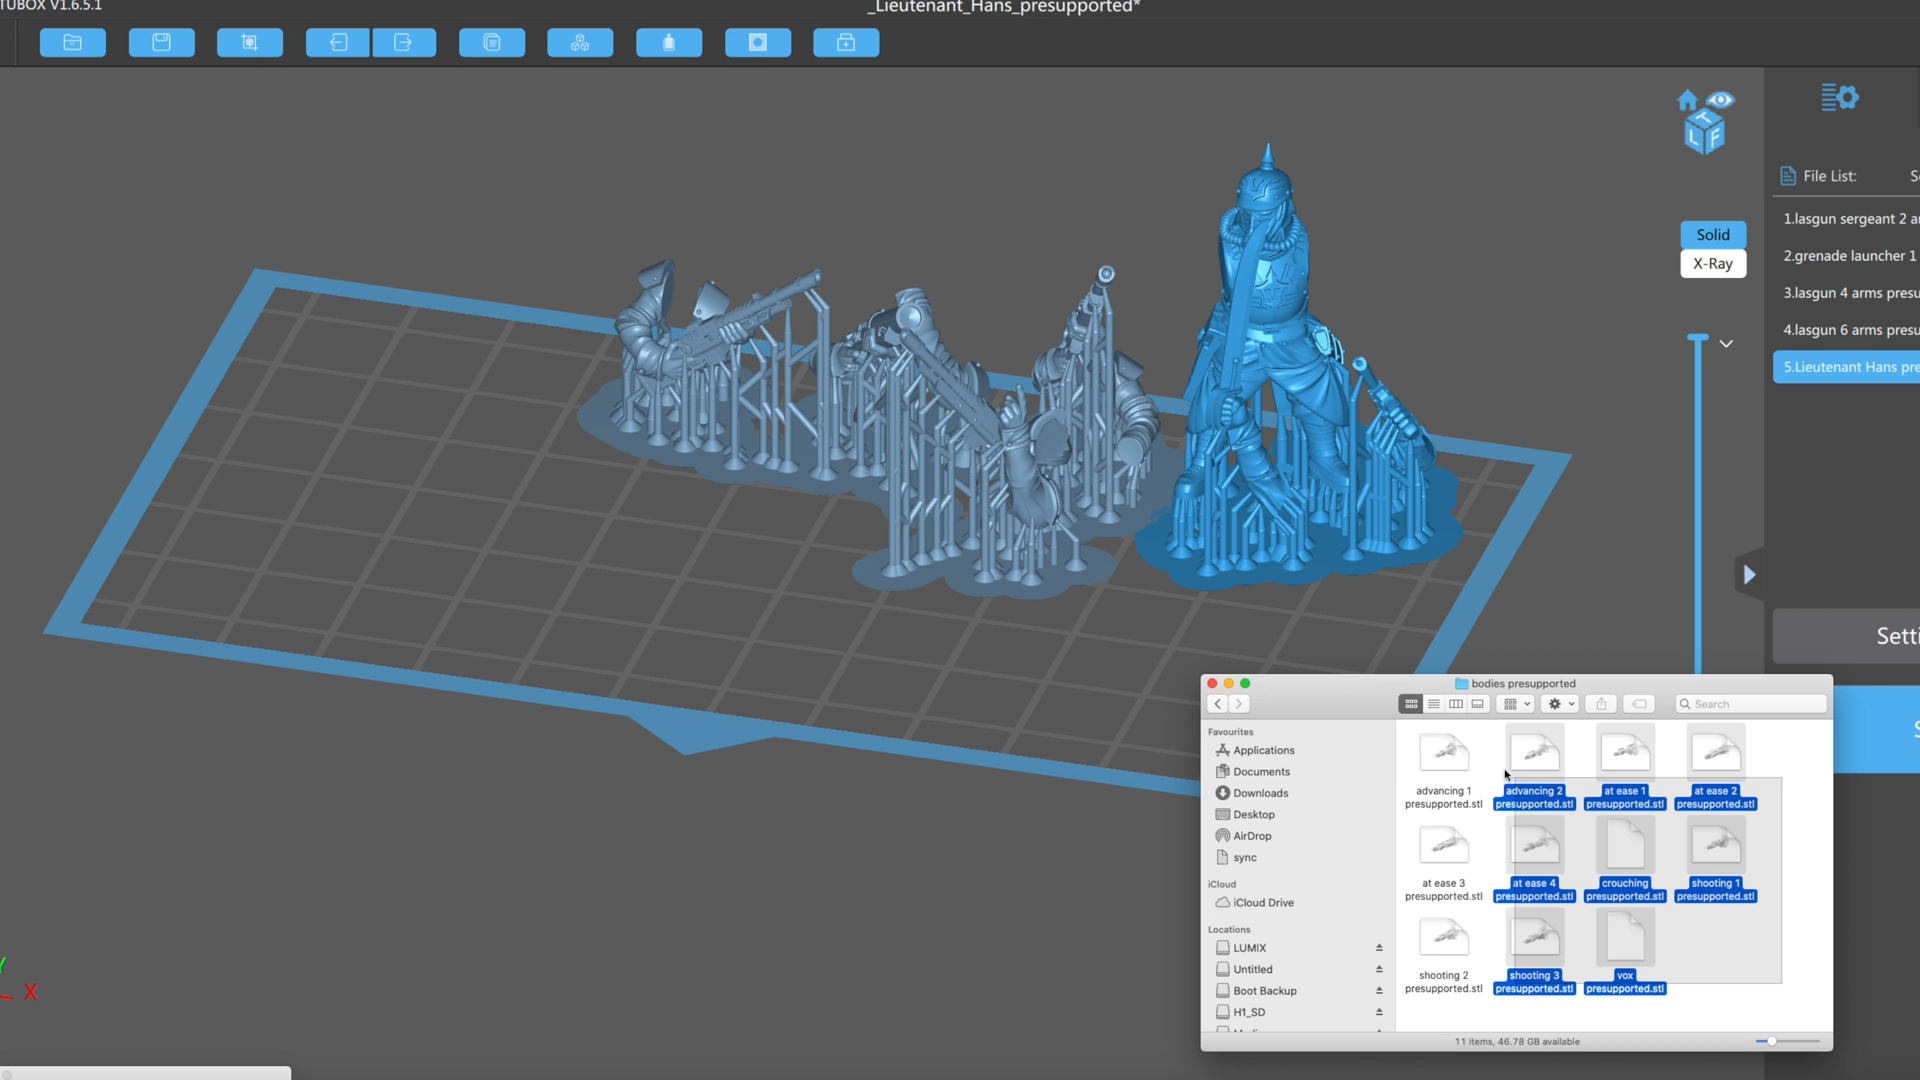 TUBOX V1.6.5.1
_Lieutenant_Hans_presupported*
T
L F
File List:
Solid
X-Ray
1.lasgun sergeant 2 a
2.grenade launcher 1
3.lasgun 4 arms presu
4.lasgun 6 arms presu
5.Lieutenant Hans pre
Setti
bodies presupported
Search
Favourites
Applications
Documents
Downloads
Desktop
AirDrop
sync
iCloud
iCloud Drive
Locations
LUMIX
Untitled
Boot Backup
H1_SD
advancing 1
presupported.stl
advancing 2
presupported.stl
at ease 1
presupported.stl
at ease 2
presupported.stl
at ease 3
presupported.stl
at ease 4
presupported.stl
crouching
presupported.stl
shooting 1
presupported.stl
shooting 2
presupported.stl
shooting 3
presupported.stl
vox
presupported.stl
11 items, 46.78 GB available
Y
X